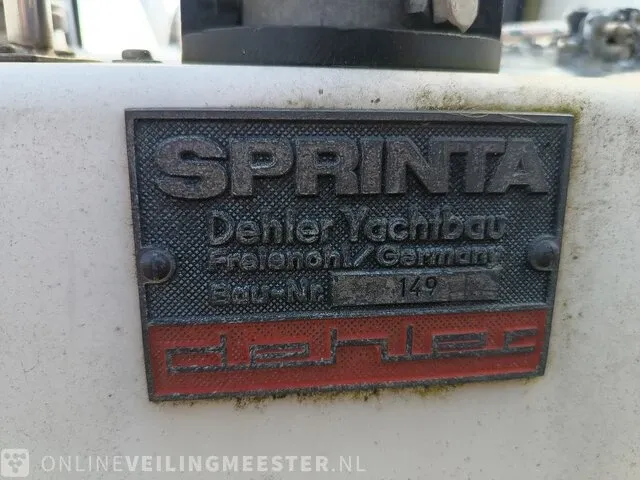 SPRINTA
Dehler Yachtbau
Freienohl/Germany
Bau-Nr. 149
dehler
ONLINEVEILINGMEESTER.NL